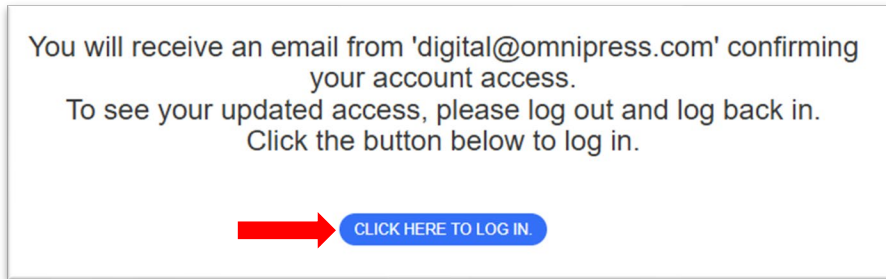 You will receive an email from 'digital@omnipress.com' confirming
your account access.
To see your updated access, please log out and log back in.
Click the button below to log in.
CLICK HERE TO LOG IN.